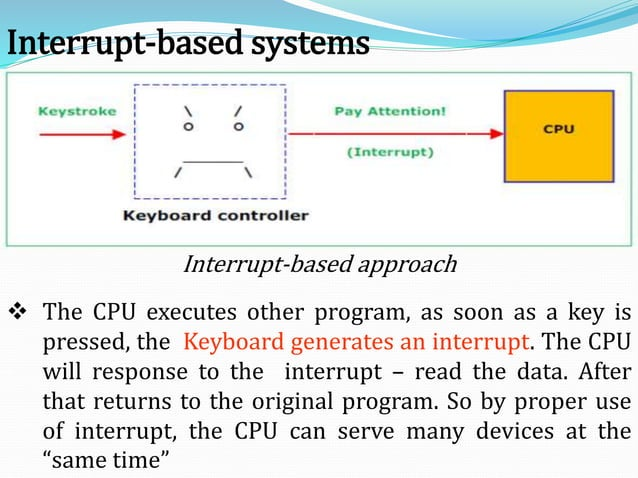 Interrupt-based systems
Keystroke
Pay Attention!
CPU
(Interrupt)
Keyboard controller
Interrupt-based approach
❖ The CPU executes other program, as soon as a key is
pressed, the Keyboard generates an interrupt. The CPU
will response to the interrupt – read the data. After
that returns to the original program. So by proper use
of interrupt, the CPU can serve many devices at the
“same time”